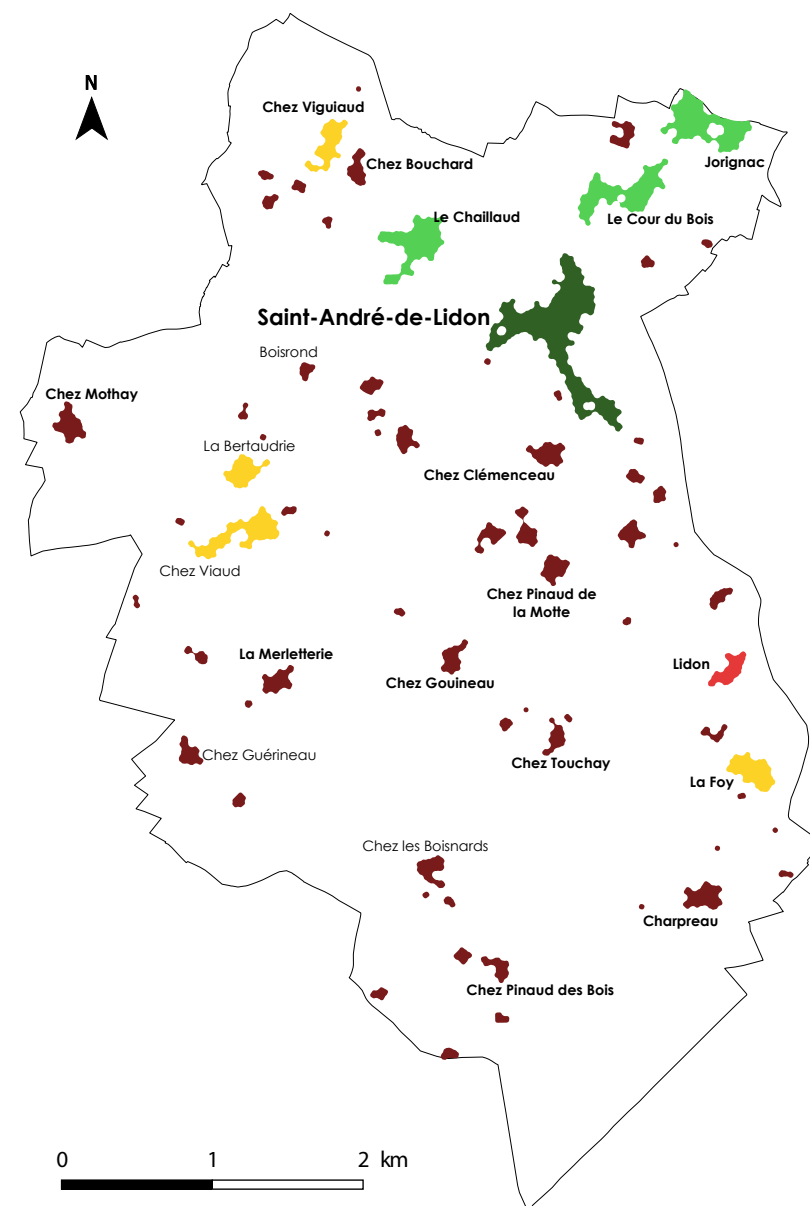 N
Chez Viguiaud
Chez Bouchard
Jorignac
Le Chaillaud
Le Cour du Bois
Saint-André-de-Lidon
Boisrond
Chez Mothay
La Bertaudrie
Chez Clémenceau
Chez Viaud
Chez Pinaud de
la Motte
La Merletterie
Lidon
Chez Gouineau
Chez Guérineau
Chez Touchay
La Foy
Chez les Boisnards
Charpreau
Chez Pinaud des Bois
0 1 2 km